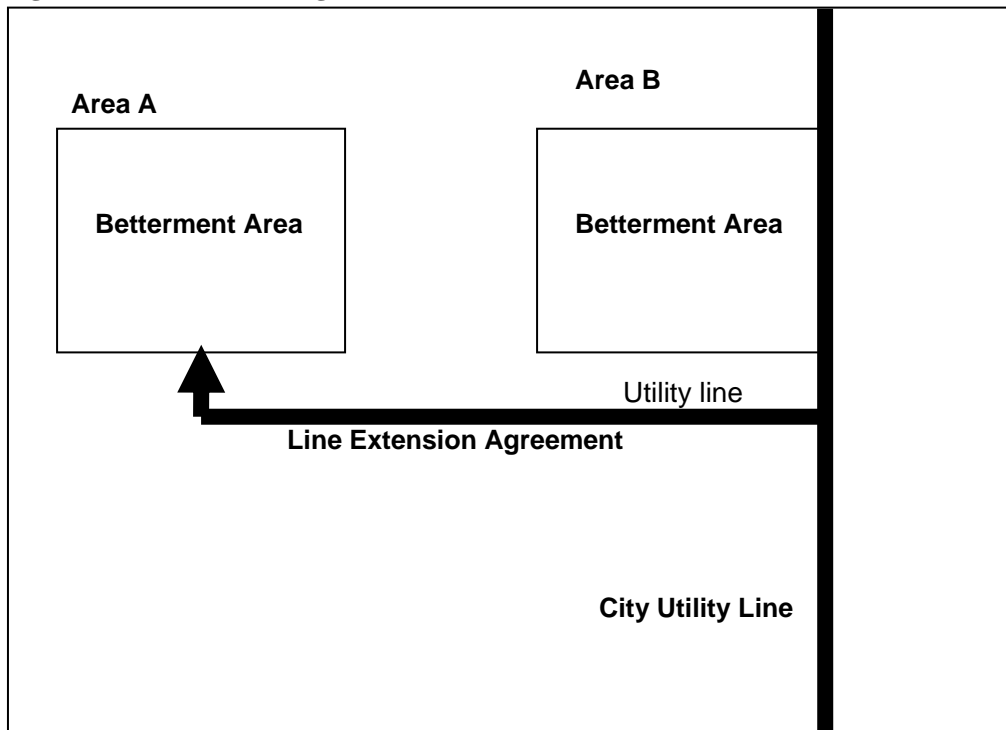 Area A
Area B
Betterment Area
Betterment Area
Utility line
Line Extension Agreement
City Utility Line